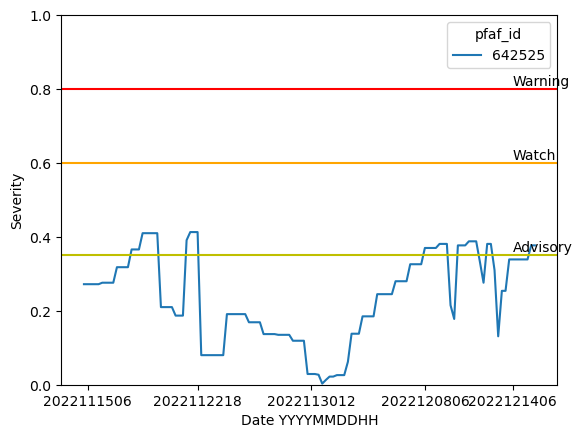 1.0
pfaf_id
642525
Warning
0.8
Watch
0.6
Severity
Advisory
0.4
0.2
0.0
2022111506 2022112218 2022113012 2022120806 2022121406
Date YYYYMMDDHH